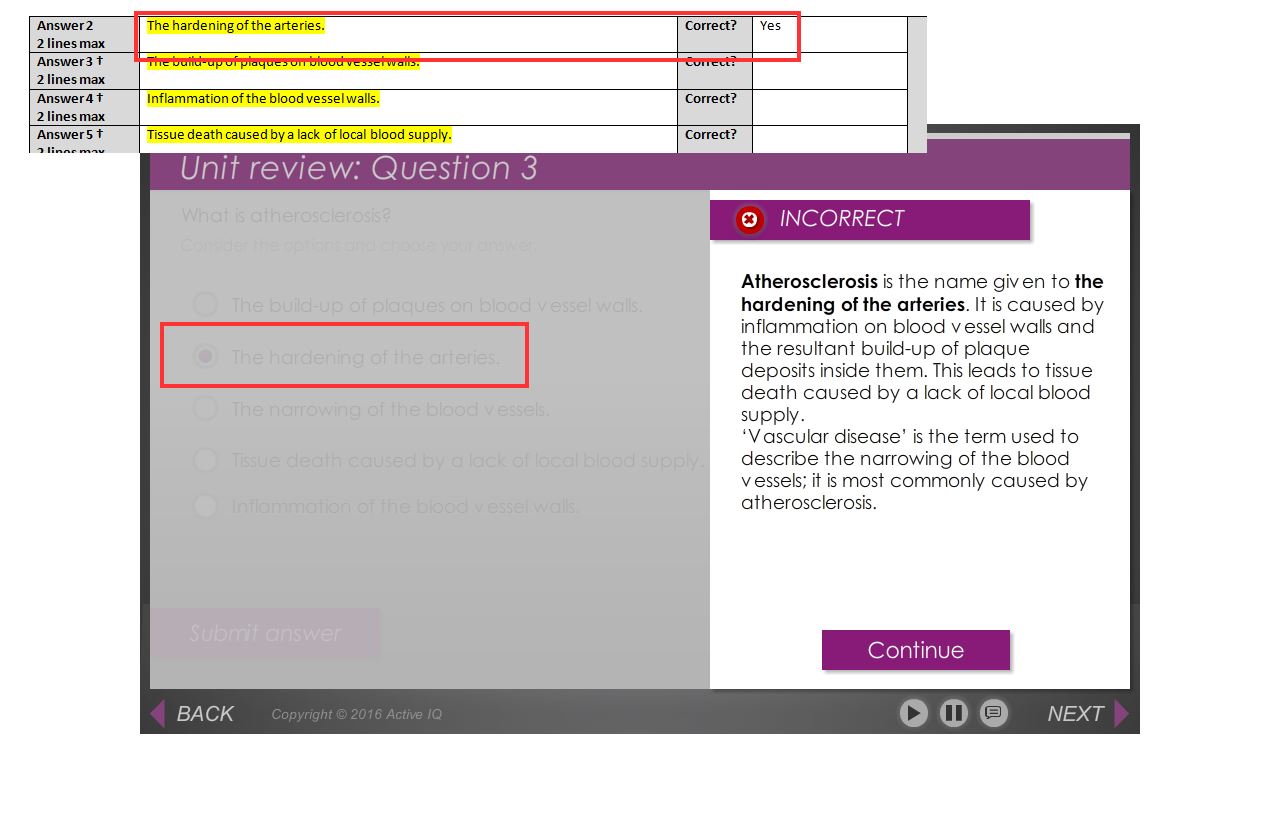 Answer 2 The hardening of the arteries. Correct? Yes
2 lines max
Answer 3 † The build-up of plaques on blood vessel walls. Correct?
2 lines max
Answer 4 † Inflammation of the blood vessel walls. Correct?
2 lines max
Answer 5 † Tissue death caused by a lack of local blood supply. Correct?
2 lines max
Unit review: Question 3
What is atherosclerosis?
Consider the options and choose your answer.
The build-up of plaques on blood vessel walls.
The hardening of the arteries.
The narrowing of the blood vessels.
Tissue death caused by a lack of local blood supply.
Inflammation of the blood vessel walls.
Submit answer
INCORRECT
Atherosclerosis is the name given to the
hardening of the arteries. It is caused by
inflammation on blood vessel walls and
the resultant build-up of plaque
deposits inside them. This leads to tissue
death caused by a lack of local blood
supply.
‘Vascular disease’ is the term used to
describe the narrowing of the blood
vessels; it is most commonly caused by
atherosclerosis.
Continue
BACK
Copyright © 2016 Active IQ
NEXT